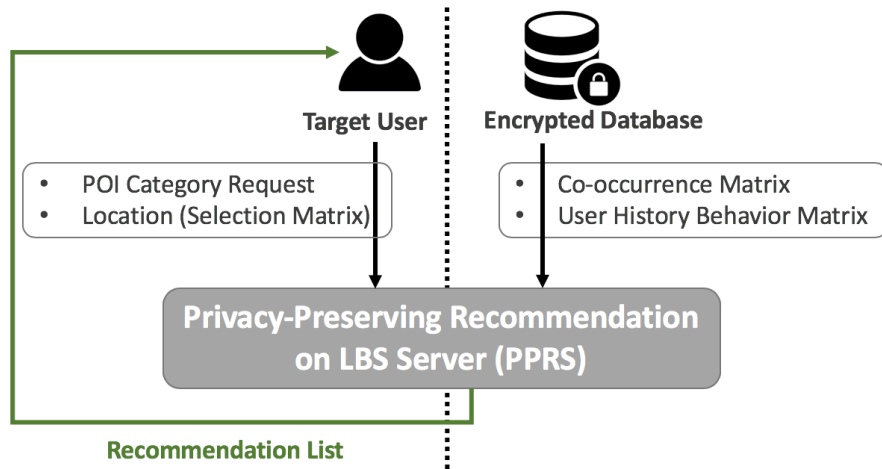 Target User
Encrypted Database
• POI Category Request
• Location (Selection Matrix)
• Co-occurrence Matrix
• User History Behavior Matrix
Privacy-Preserving Recommendation
on LBS Server (PPRS)
Recommendation List